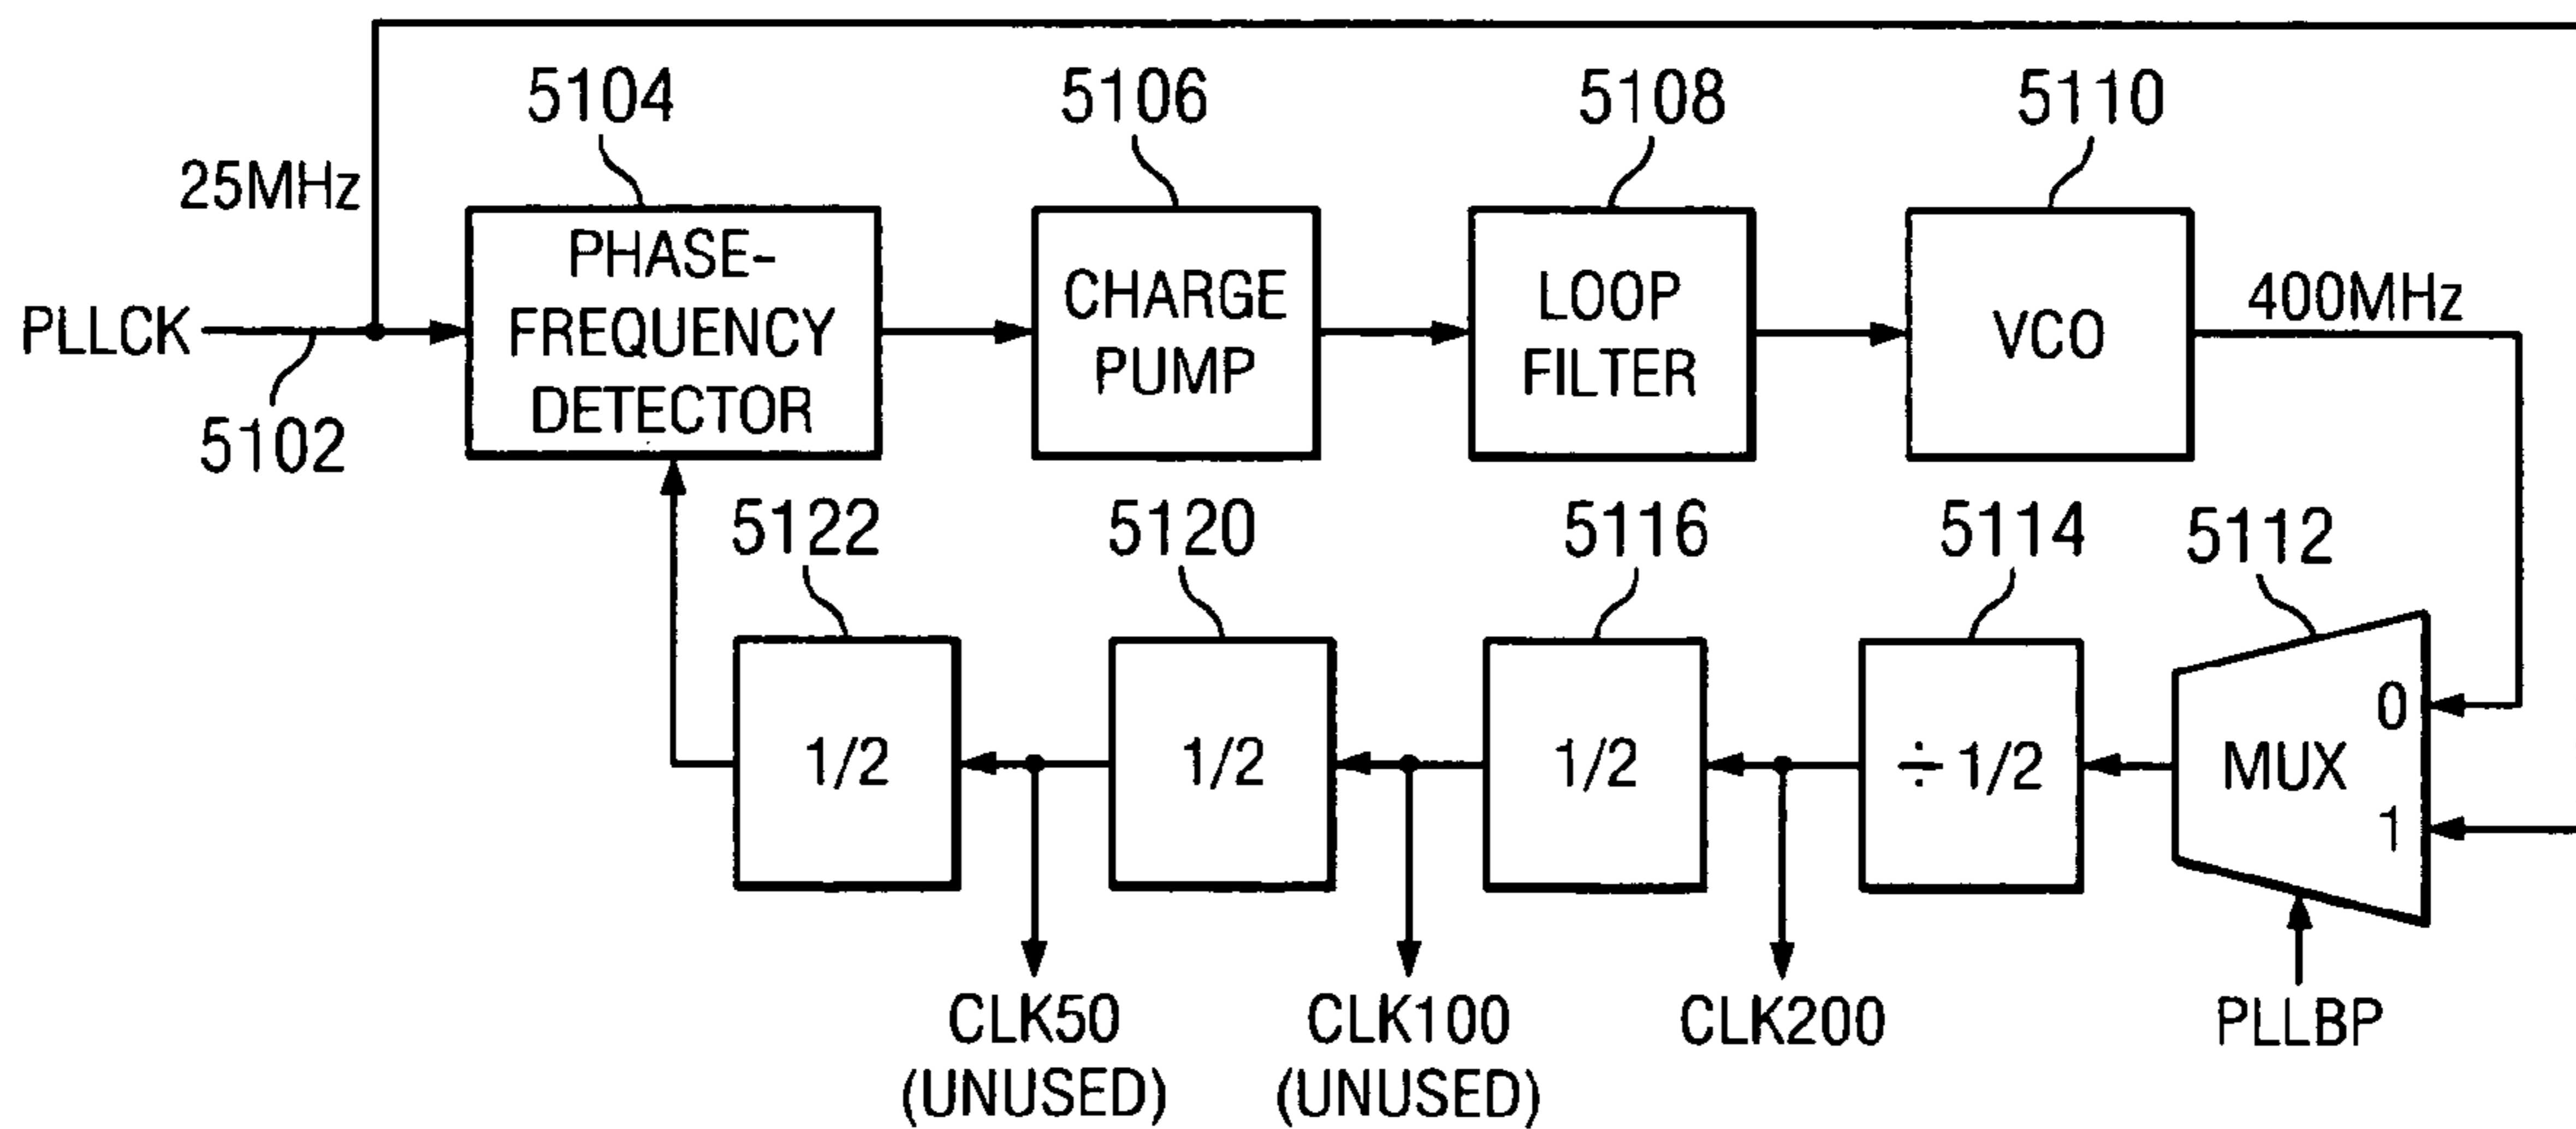 5104
5106
5108
5110
25MHz
PHASE-
FREQUENCY
DETECTOR
CHARGE
PUMP
LOOP
FILTER
VCO
400MHz
PLLCK
5102
5122
5120
5116
5114
5112
1/2
1/2
1/2
÷ 1/2
0
MUX
1
CLK50
(UNUSED)
CLK100
(UNUSED)
CLK200
PLLBP